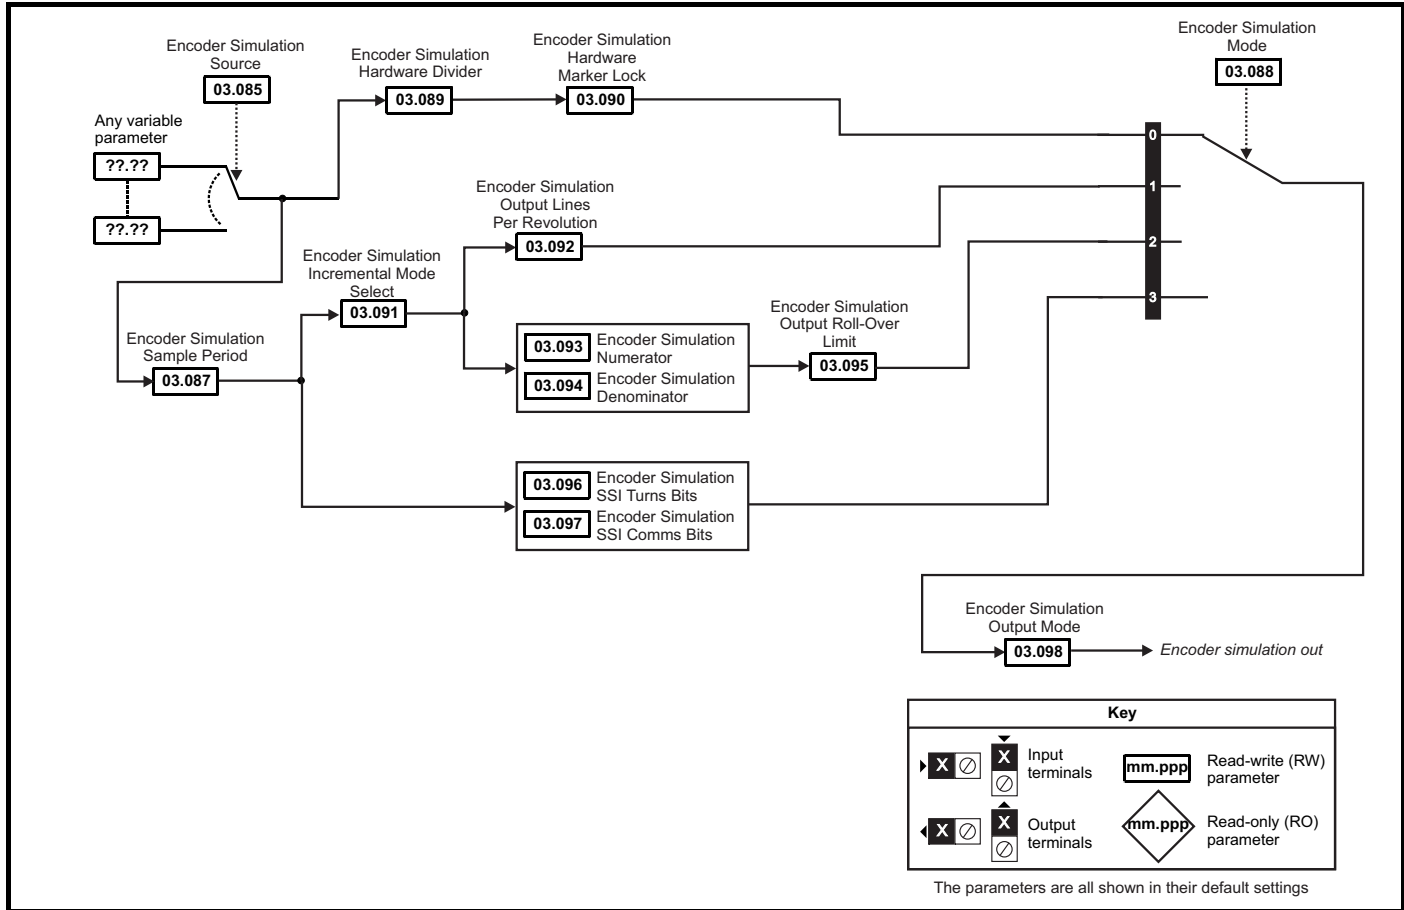 Encoder Simulation
Source
03.085
Any variable
parameter
??.??
??.??
Encoder Simulation
Hardware Divider
03.089
Encoder Simulation
Hardware
Marker Lock
03.090
Encoder Simulation
Mode
03.088
0
1
2
3
Encoder Simulation
Output Lines
Per Revolution
03.092
Encoder Simulation
Incremental Mode
Select
03.091
Encoder Simulation
Sample Period
03.087
03.093
Encoder Simulation
Numerator
03.094
Encoder Simulation
Denominator
Encoder Simulation
Output Roll-Over
Limit
03.095
03.096
Encoder Simulation
SSI Turns Bits
03.097
Encoder Simulation
SSI Comms Bits
Encoder Simulation
Output Mode
03.098
Encoder simulation out
Key
X
X
Input
terminals
mm.ppp
Read-write (RW)
parameter
X
X
Output
terminals
mm.ppp
Read-only (RO)
parameter
The parameters are all shown in their default settings